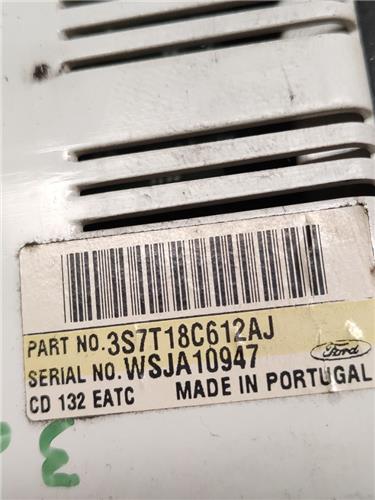 PART NO. 3S7T18C612AJ
SERIAL NO. WSJA10947
Ford
CD 132 EATC
MADE IN PORTUGAL